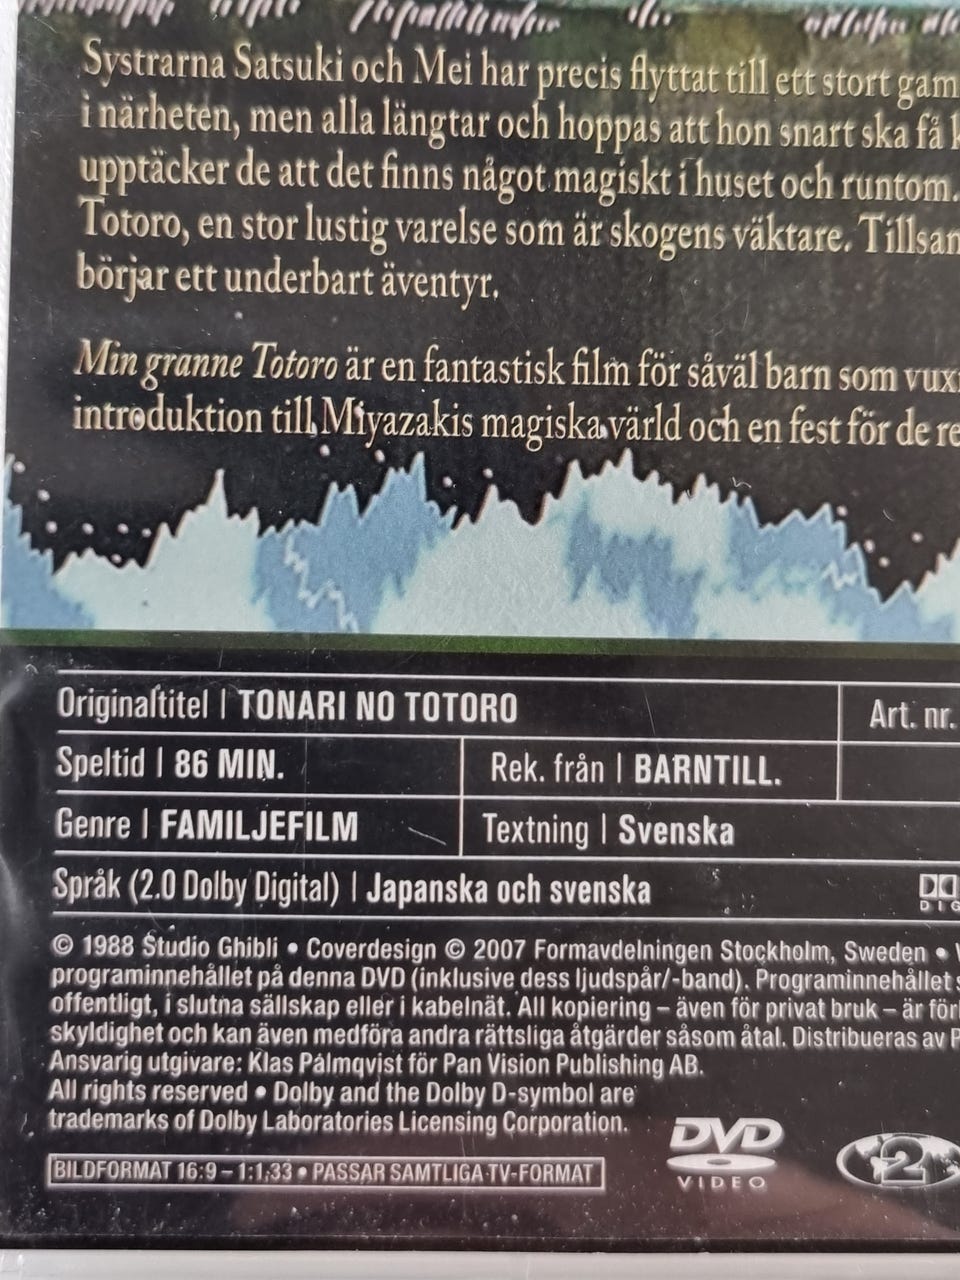 Systrarna Satsuki och Mei har precis flyttat till ett stort gam
i närheten, men alla längtar och hoppas att hon snart ska få k
upptäcker de att det finns något magiskt i huset och runtom.
Totoro, en stor lustig varelse som är skogens väktare. Tillsam
börjar ett underbart äventyr.
Min granne Totoro är en fantastisk film för såväl barn som vux
introduktion till Miyazakis magiska värld och en fest för de re
Originaltitel | TONARI NO TOTORO
Art. nr.
Speltid | 86 MIN.
Rek. från | BARNTILL.
Genre | FAMILJEFILM
Textning | Svenska
Språk (2.0 Dolby Digital) | Japanska och svenska
DIG
© 1988 Studio Ghibli • Coverdesign © 2007 Formavdelningen Stockholm, Sweden • V
programinnehållet på denna DVD (inklusive dess ljudspår/-band). Programinnehållet s
offentligt, i slutna sällskap eller i kabelnät. All kopiering – även för privat bruk – är förb
skyldighet och kan även medföra andra rättsliga åtgärder såsom åtal. Distribueras av P
Ansvarig utgivare: Klas Palmqvist för Pan Vision Publishing AB.
All rights reserved • Dolby and the Dolby D-symbol are
trademarks of Dolby Laboratories Licensing Corporation.
DVD
VIDEO
2
BILDFORMAT 16:9 – 1:1,33 • PASSAR SAMTLIGA TV-FORMAT